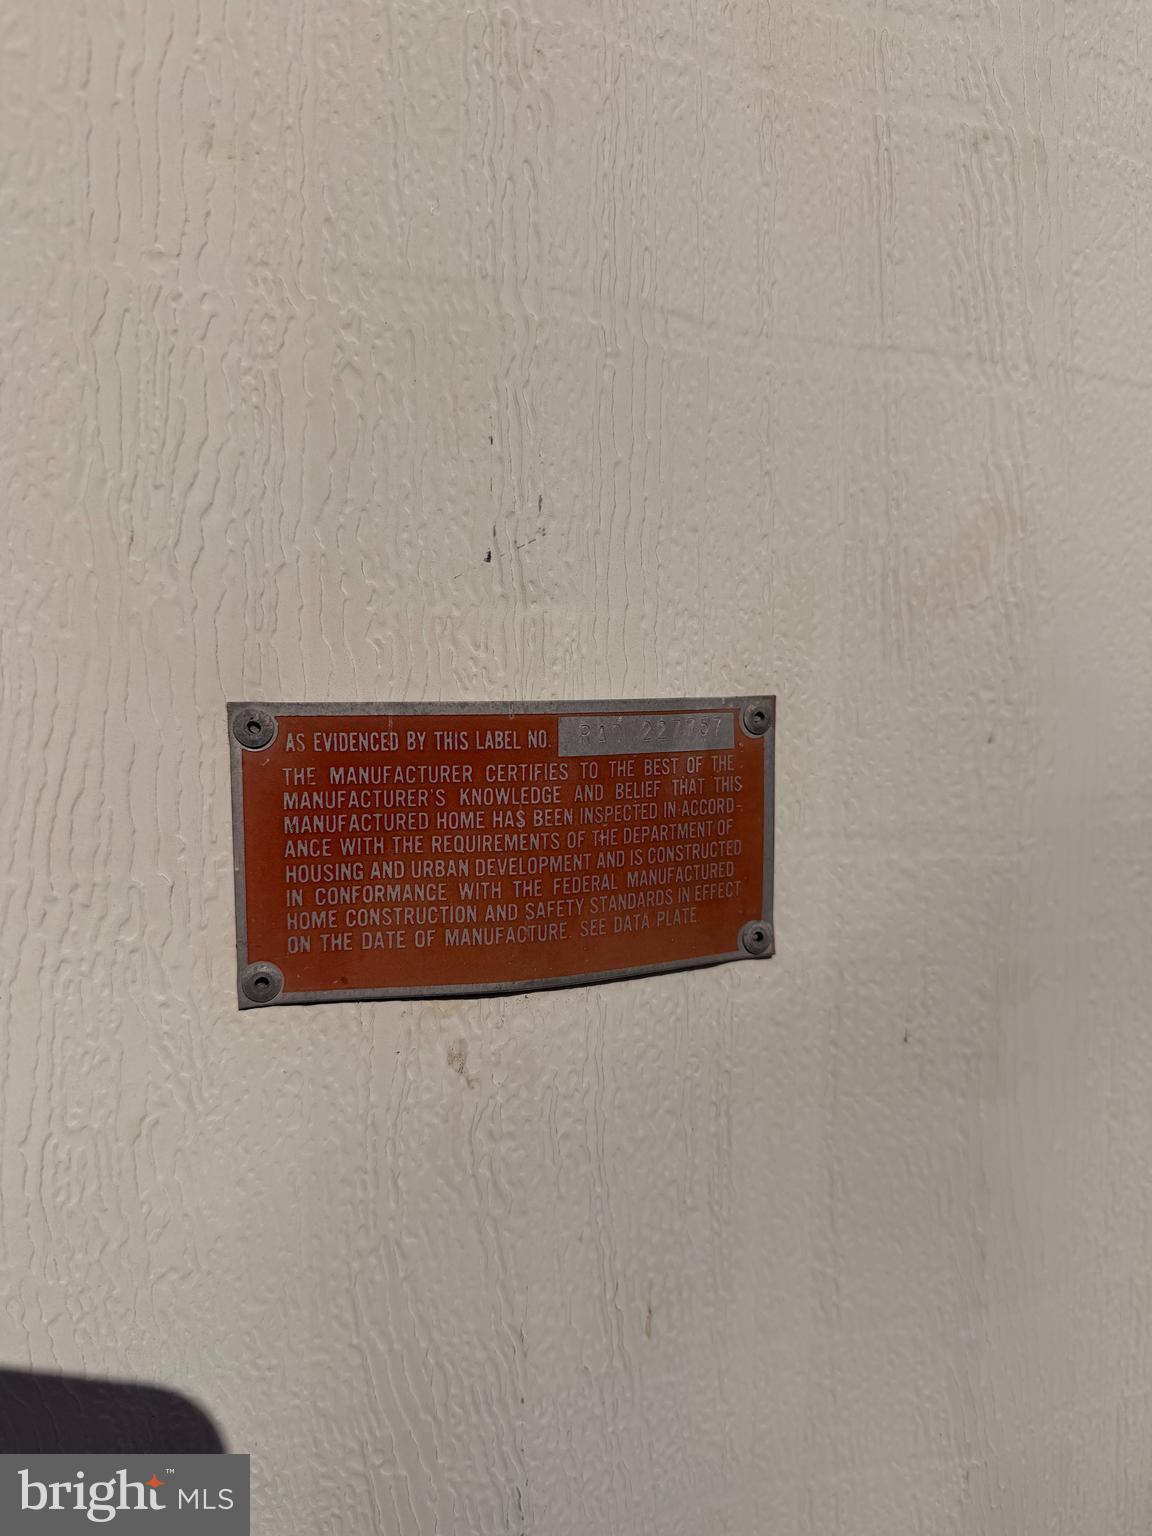 AS EVIDENCED BY THIS LABEL NO.
THE MANUFACTURER CERTIFIES TO THE BEST OF THE
MANUFACTURER'S KNOWLEDGE AND BELIEF THAT THIS
MANUFACTURED HOME HAS BEEN INSPECTED IN ACCORD-
ANCE WITH THE REQUIREMENTS OF THE DEPARTMENT OF
HOUSING AND URBAN DEVELOPMENT AND IS CONSTRUCTED
IN CONFORMANCE WITH THE FEDERAL MANUFACTURED
HOME CONSTRUCTION AND SAFETY STANDARDS IN EFFECT
ON THE DATE OF MANUFACTURE. SEE DATA PLATE
bright™ MLS